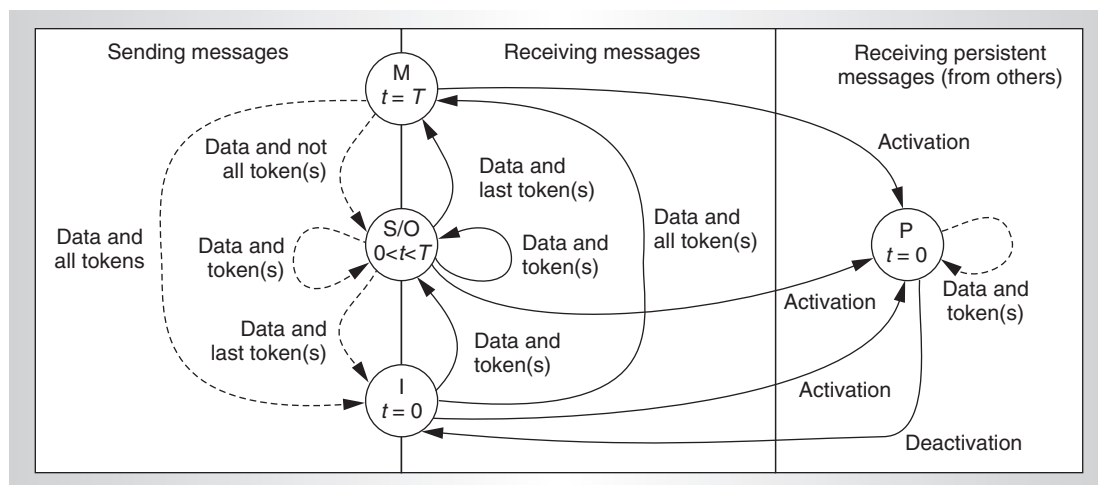 Sending messages
Receiving messages
Receiving persistent
messages (from others)
M
t = T
Data and not
all token(s)
Data and
last token(s)
Activation
Data and
all tokens
Data and
token(s)
S/O
0<t<T
Data and
token(s)
Data and
all token(s)
P
t = 0
Data and
token(s)
Activation
Data and
last token(s)
Data and
token(s)
I
t = 0
Activation
Deactivation